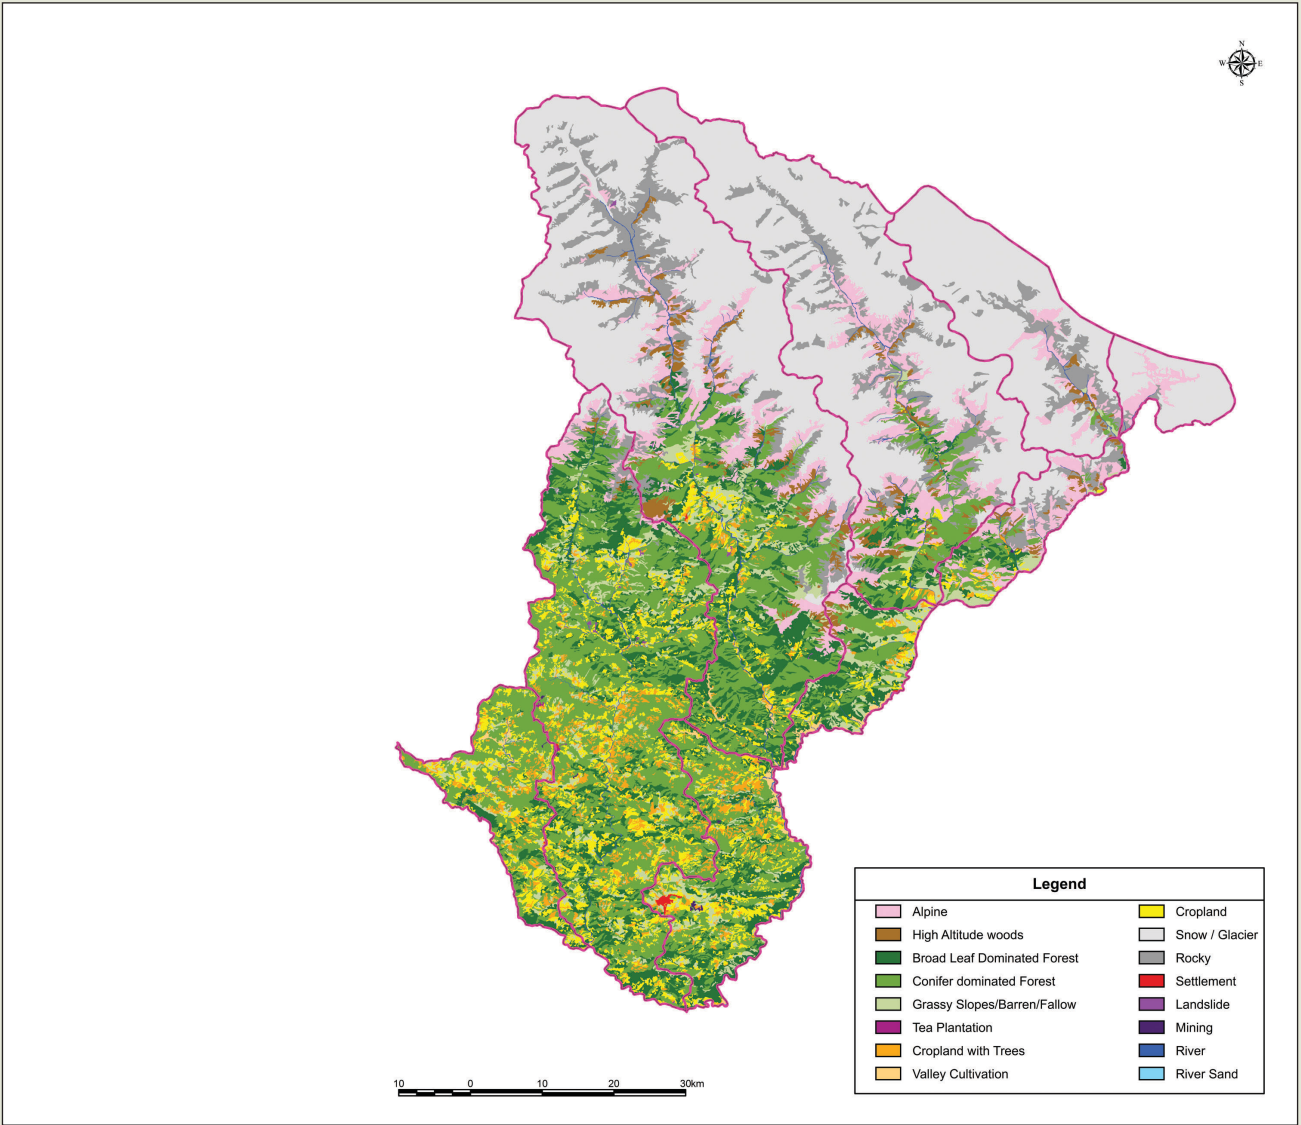 N
W E
S
Legend
Alpine
High Altitude woods
Broad Leaf Dominated Forest
Conifer dominated Forest
Grassy Slopes/Barren/Fallow
Tea Plantation
Cropland with Trees
Valley Cultivation
Cropland
Snow / Glacier
Rocky
Settlement
Landslide
Mining
River
River Sand
10 0 10 20 30km